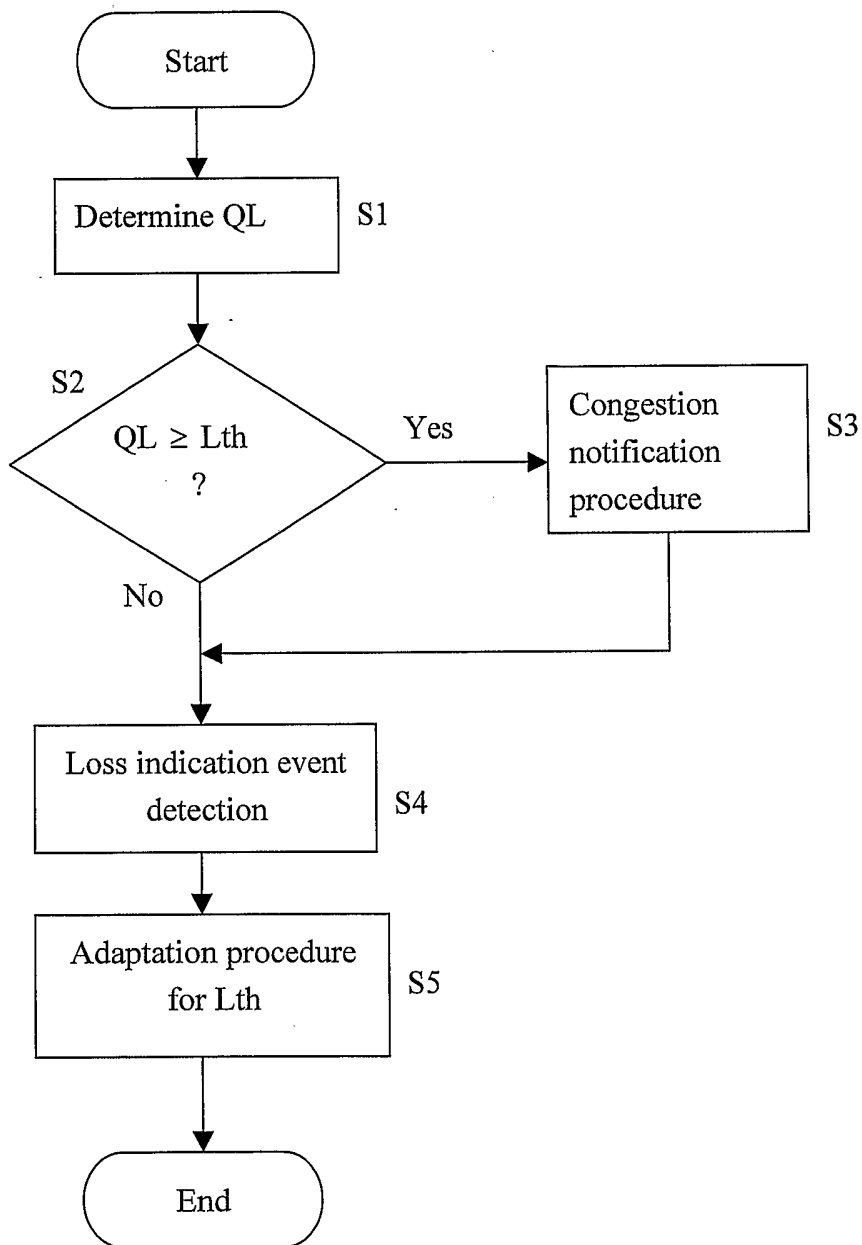 Start
Determine QL
S1
S2
QL ≥ Lth
?
Yes
Congestion
notification
procedure
S3
No
Loss indication event
detection
S4
Adaptation procedure
for Lth
S5
End